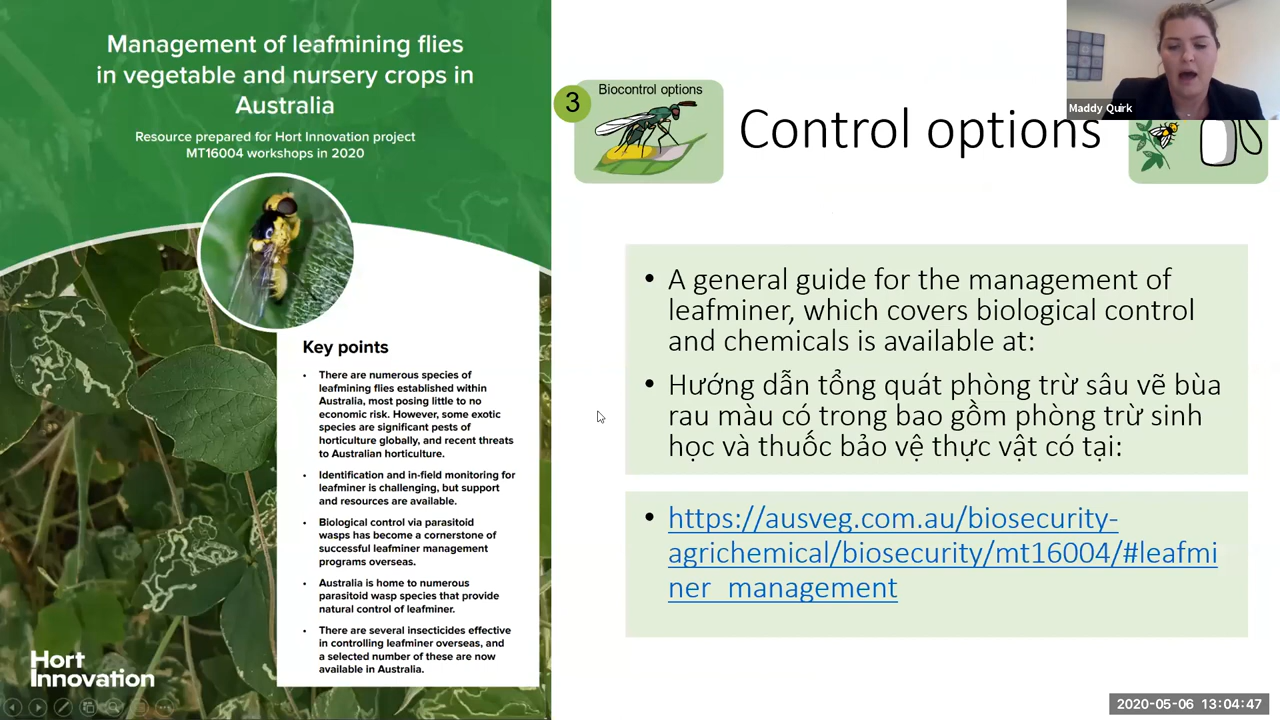 Management of leafmining flies
in vegetable and nursery crops in
Australia
Resource prepared for Hort Innovation project
MT16004 workshops in 2020
Key points
• There are numerous species of
leafmining flies established within
Australia, most posing little to no
economic risk. However, some exotic
species are significant pests of
horticulture globally, and recent threats
to Australian horticulture.
• Identification and in-field monitoring for
leafminer is challenging, but support
and resources are available.
• Biological control via parasitoid
wasps has become a cornerstone of
successful leafminer management
programs overseas.
• Australia is home to numerous
parasitoid wasp species that provide
natural control of leafminer.
• There are several insecticides effective
in controlling leafminer overseas, and
a selected number of these are now
available in Australia.
Hort
Innovation
3
Biocontrol options
Control options
Maddy Quirk
• A general guide for the management of
leafminer, which covers biological control
and chemicals is available at:
• Hướng dẫn tổng quát phòng trừ sâu vẽ bùa
rau màu có trong bao gồm phòng trừ sinh
học và thuốc bảo vệ thực vật có tại:
• https://ausveg.com.au/biosecurity-
agrichemical/biosecurity/mt16004/#leafmi
ner_management
2020-05-06 13:04:47